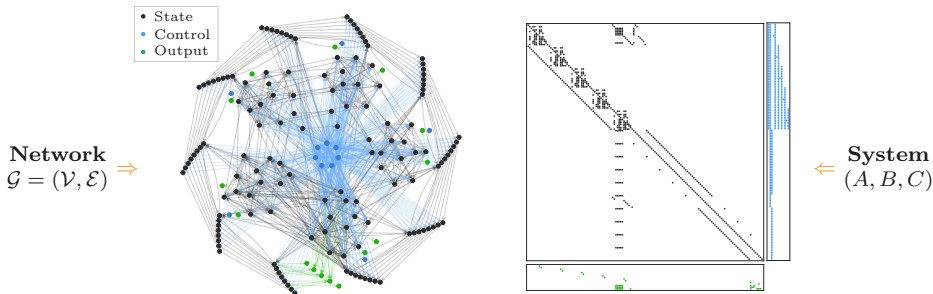 State
Control
Output
Network
𝒢 = (𝒱, ℰ)
⇒
⇐
System
(A, B, C)